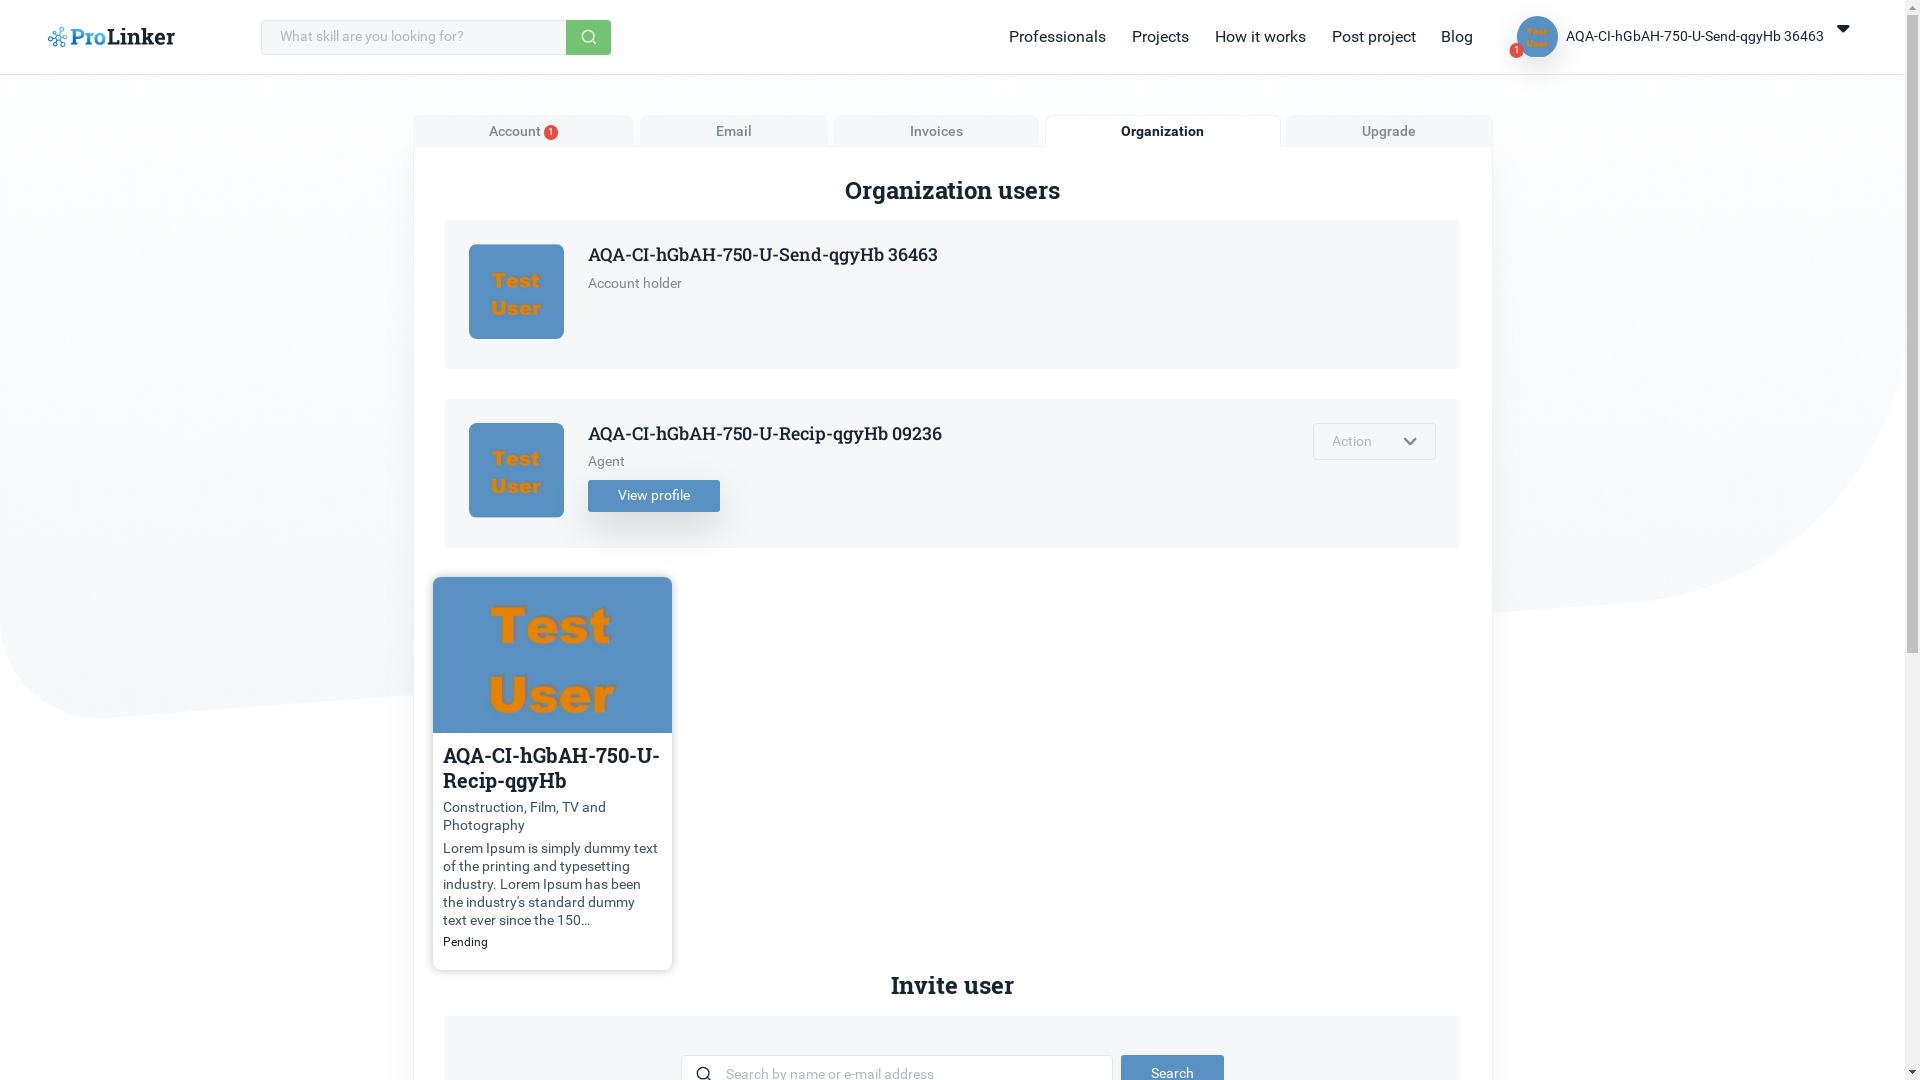 ProLinker
What skill are you looking for?
Professionals
Projects
How it works
Post project
Blog
Test
User
1
AQA-CI-hGbAH-750-U-Send-qgyHb 36463
Account 1
Email
Invoices
Organization
Upgrade
Organization users
Test
User
AQA-CI-hGbAH-750-U-Send-qgyHb 36463
Account holder
Test
User
AQA-CI-hGbAH-750-U-Recip-qgyHb 09236
Agent
View profile
Action
Test
User
AQA-CI-hGbAH-750-U-
Recip-qgyHb
Construction, Film, TV and
Photography
Lorem Ipsum is simply dummy text
of the printing and typesetting
industry. Lorem Ipsum has been
the industry's standard dummy
text ever since the 150...
Pending
Invite user
Search by name or e-mail address
Search